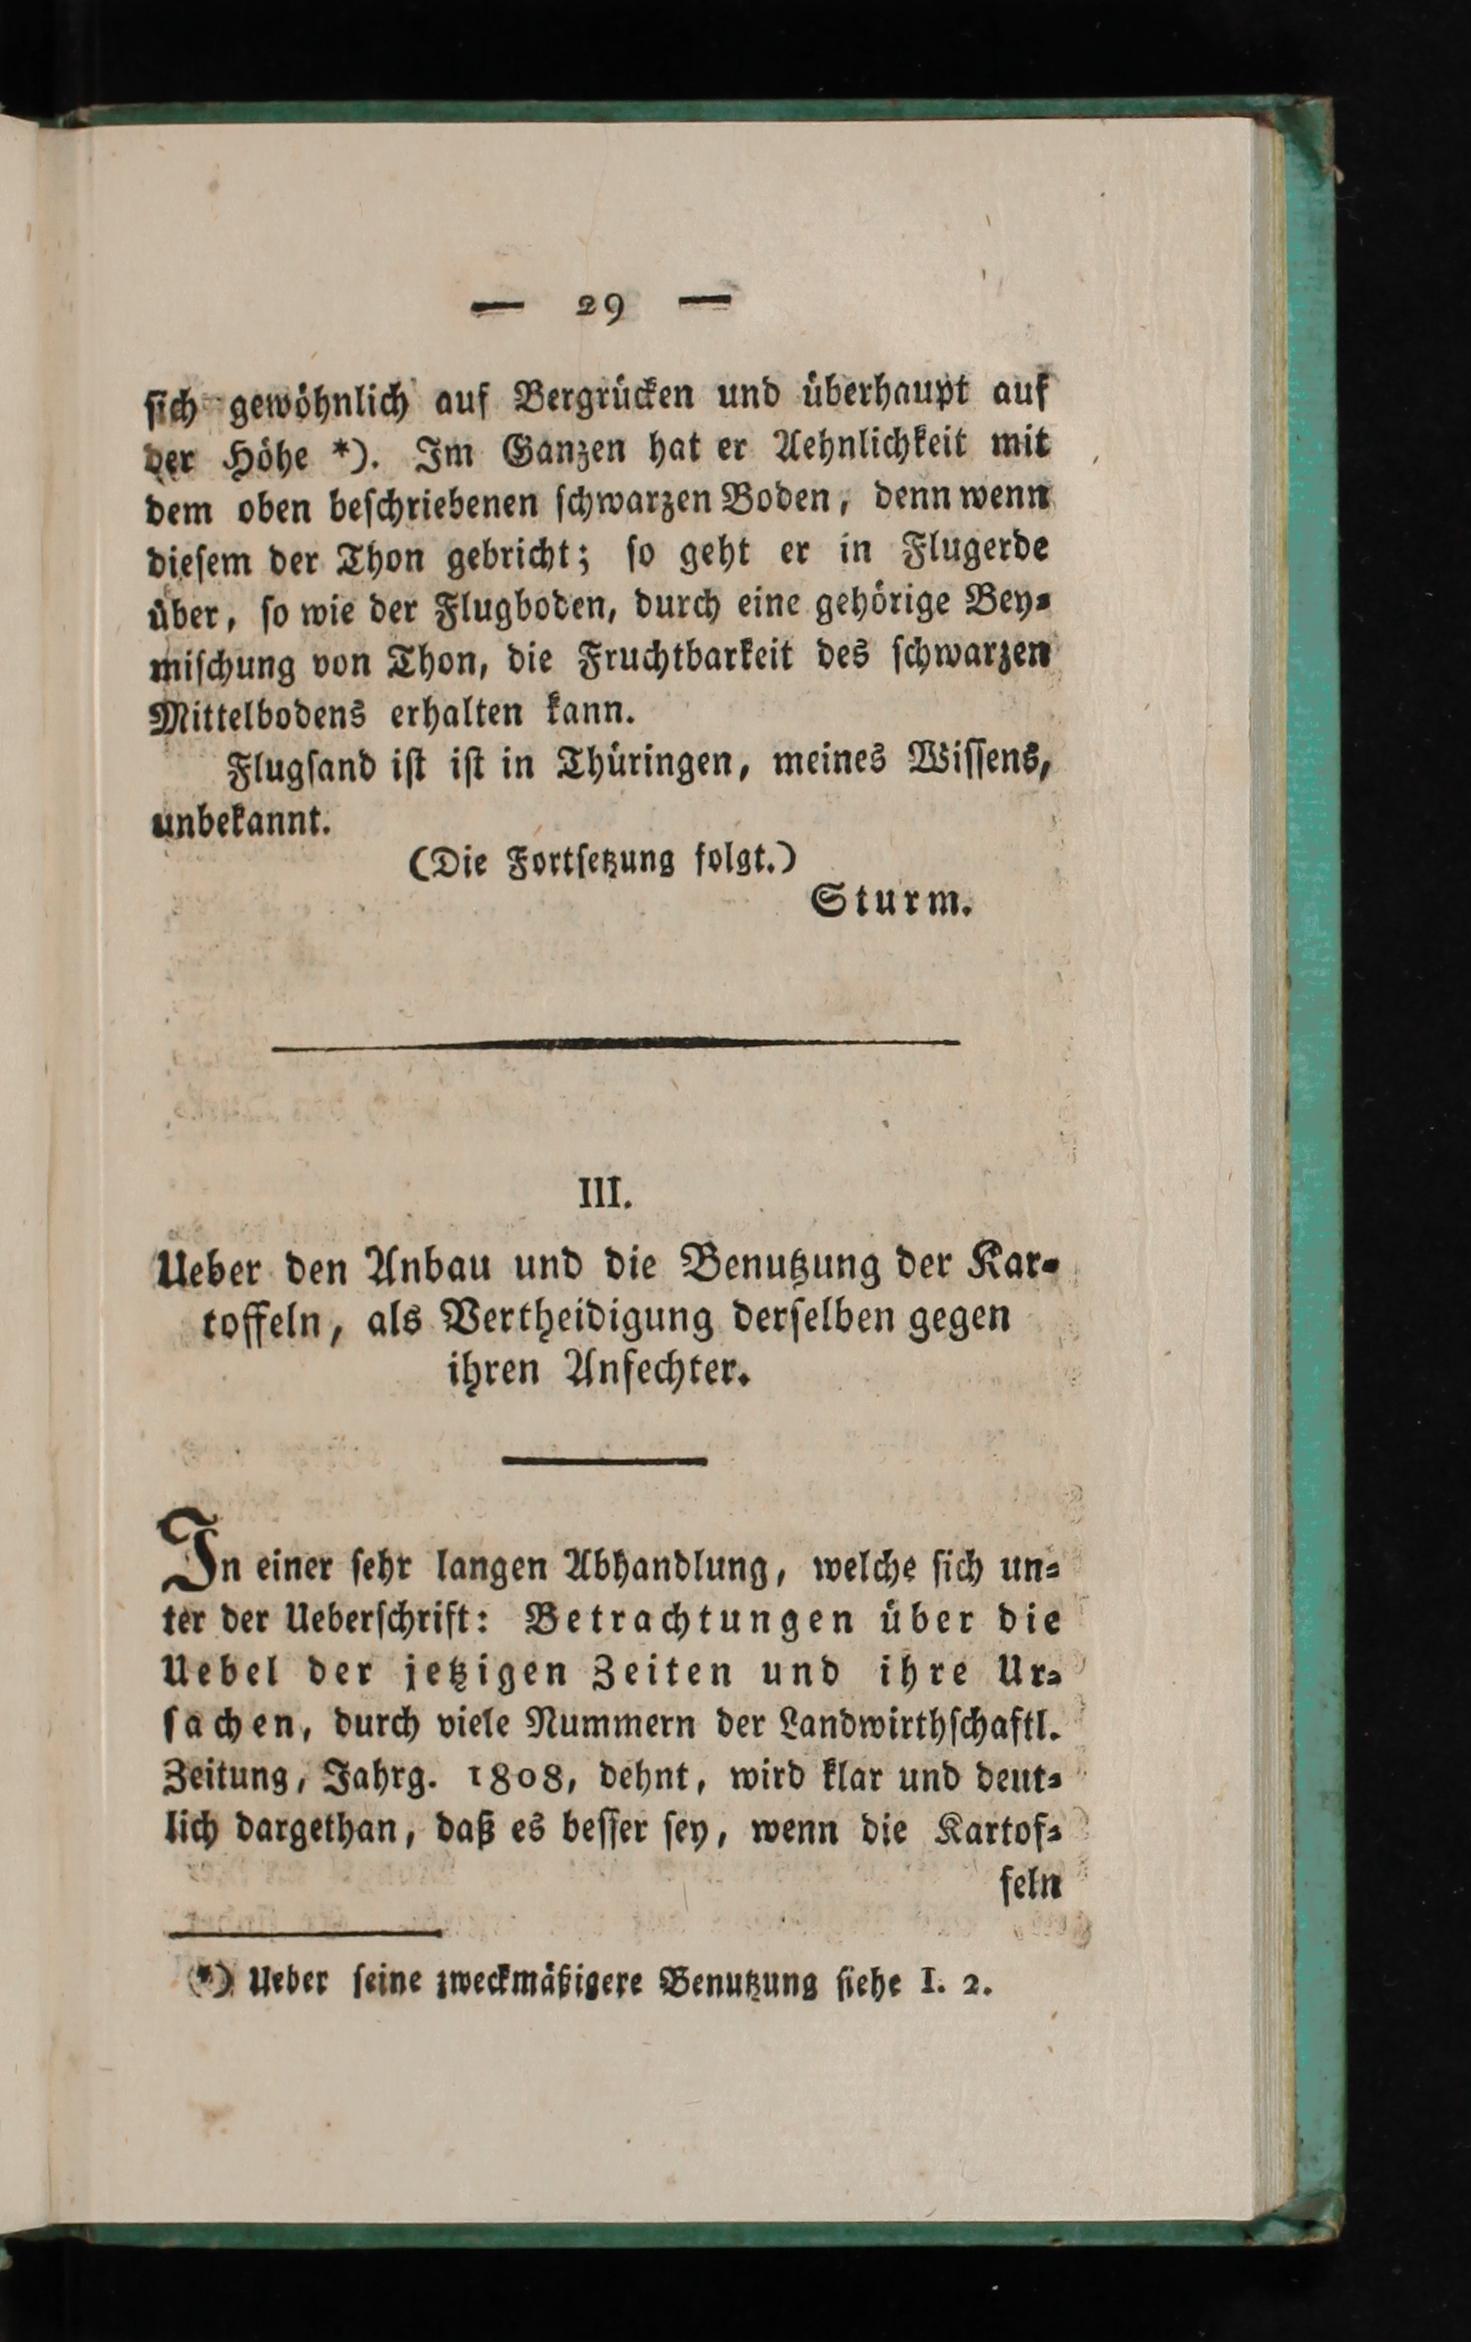 — 29 —
sich gewöhnlich auf Bergrücken und überhaupt auf
der Höhe *). Im Ganzen hat er Aehnlichkeit mit
dem oben beschriebenen schwarzen Boden, denn wenn
diesem der Thon gebricht; so geht er in Flugerde
über, so wie der Flugboden, durch eine gehörige Bey-
mischung von Thon, die Fruchtbarkeit des schwarzen
Mittelbodens erhalten kann.
Flugsand ist ist in Thüringen, meines Wissens,
unbekannt.
(Die Fortsetzung folgt.)
Sturm.
III.
Ueber den Anbau und die Benutzung der Kar-
toffeln, als Vertheidigung derselben gegen
ihren Anfechter.
In einer sehr langen Abhandlung, welche sich un-
ter der Ueberschrift: Betrachtungen über die
Uebel der jetzigen Zeiten und ihre Ur-
sachen, durch viele Nummern der Landwirthschaftl.
Zeitung, Jahrg. 1808, dehnt, wird klar und deut-
lich dargethan, daß es besser sey, wenn die Kartof-
feln
*) Ueber seine zweckmäßigere Benutzung siehe I. 2.